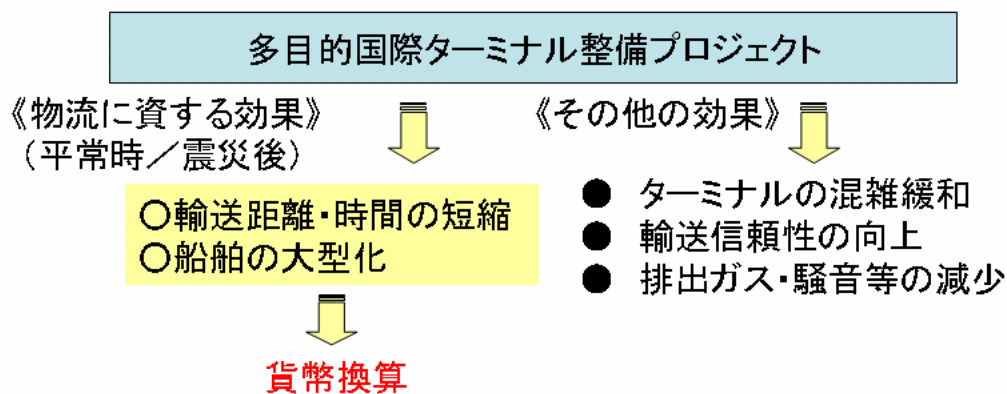 多目的国際ターミナル整備プロジェクト
《物流に資する効果》
（平常時／震災後）
○輸送距離・時間の短縮
○船舶の大型化
貨幣換算
《その他の効果》
● ターミナルの混雑緩和
● 輸送信頼性の向上
● 排出ガス・騒音等の減少